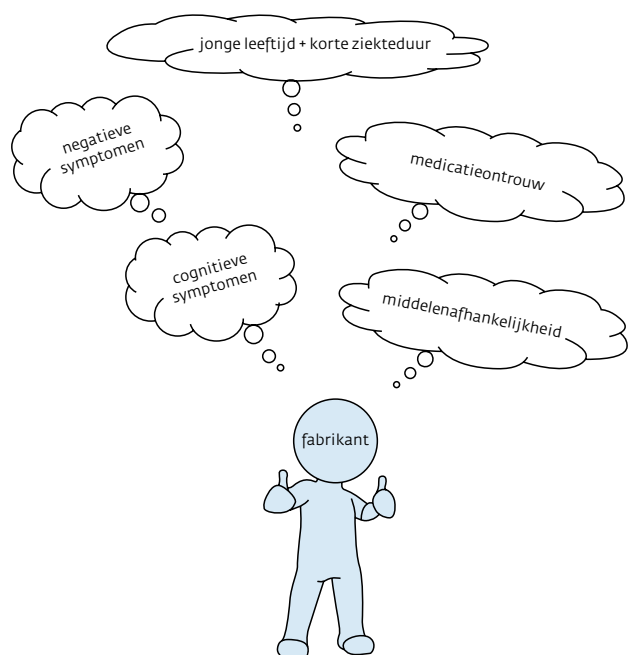 jonge leeftijd + korte ziekteduur
negatieve
symptomen
medicatieontrouw
cognitieve
symptomen
middelenafhankelijkheid
fabrikant